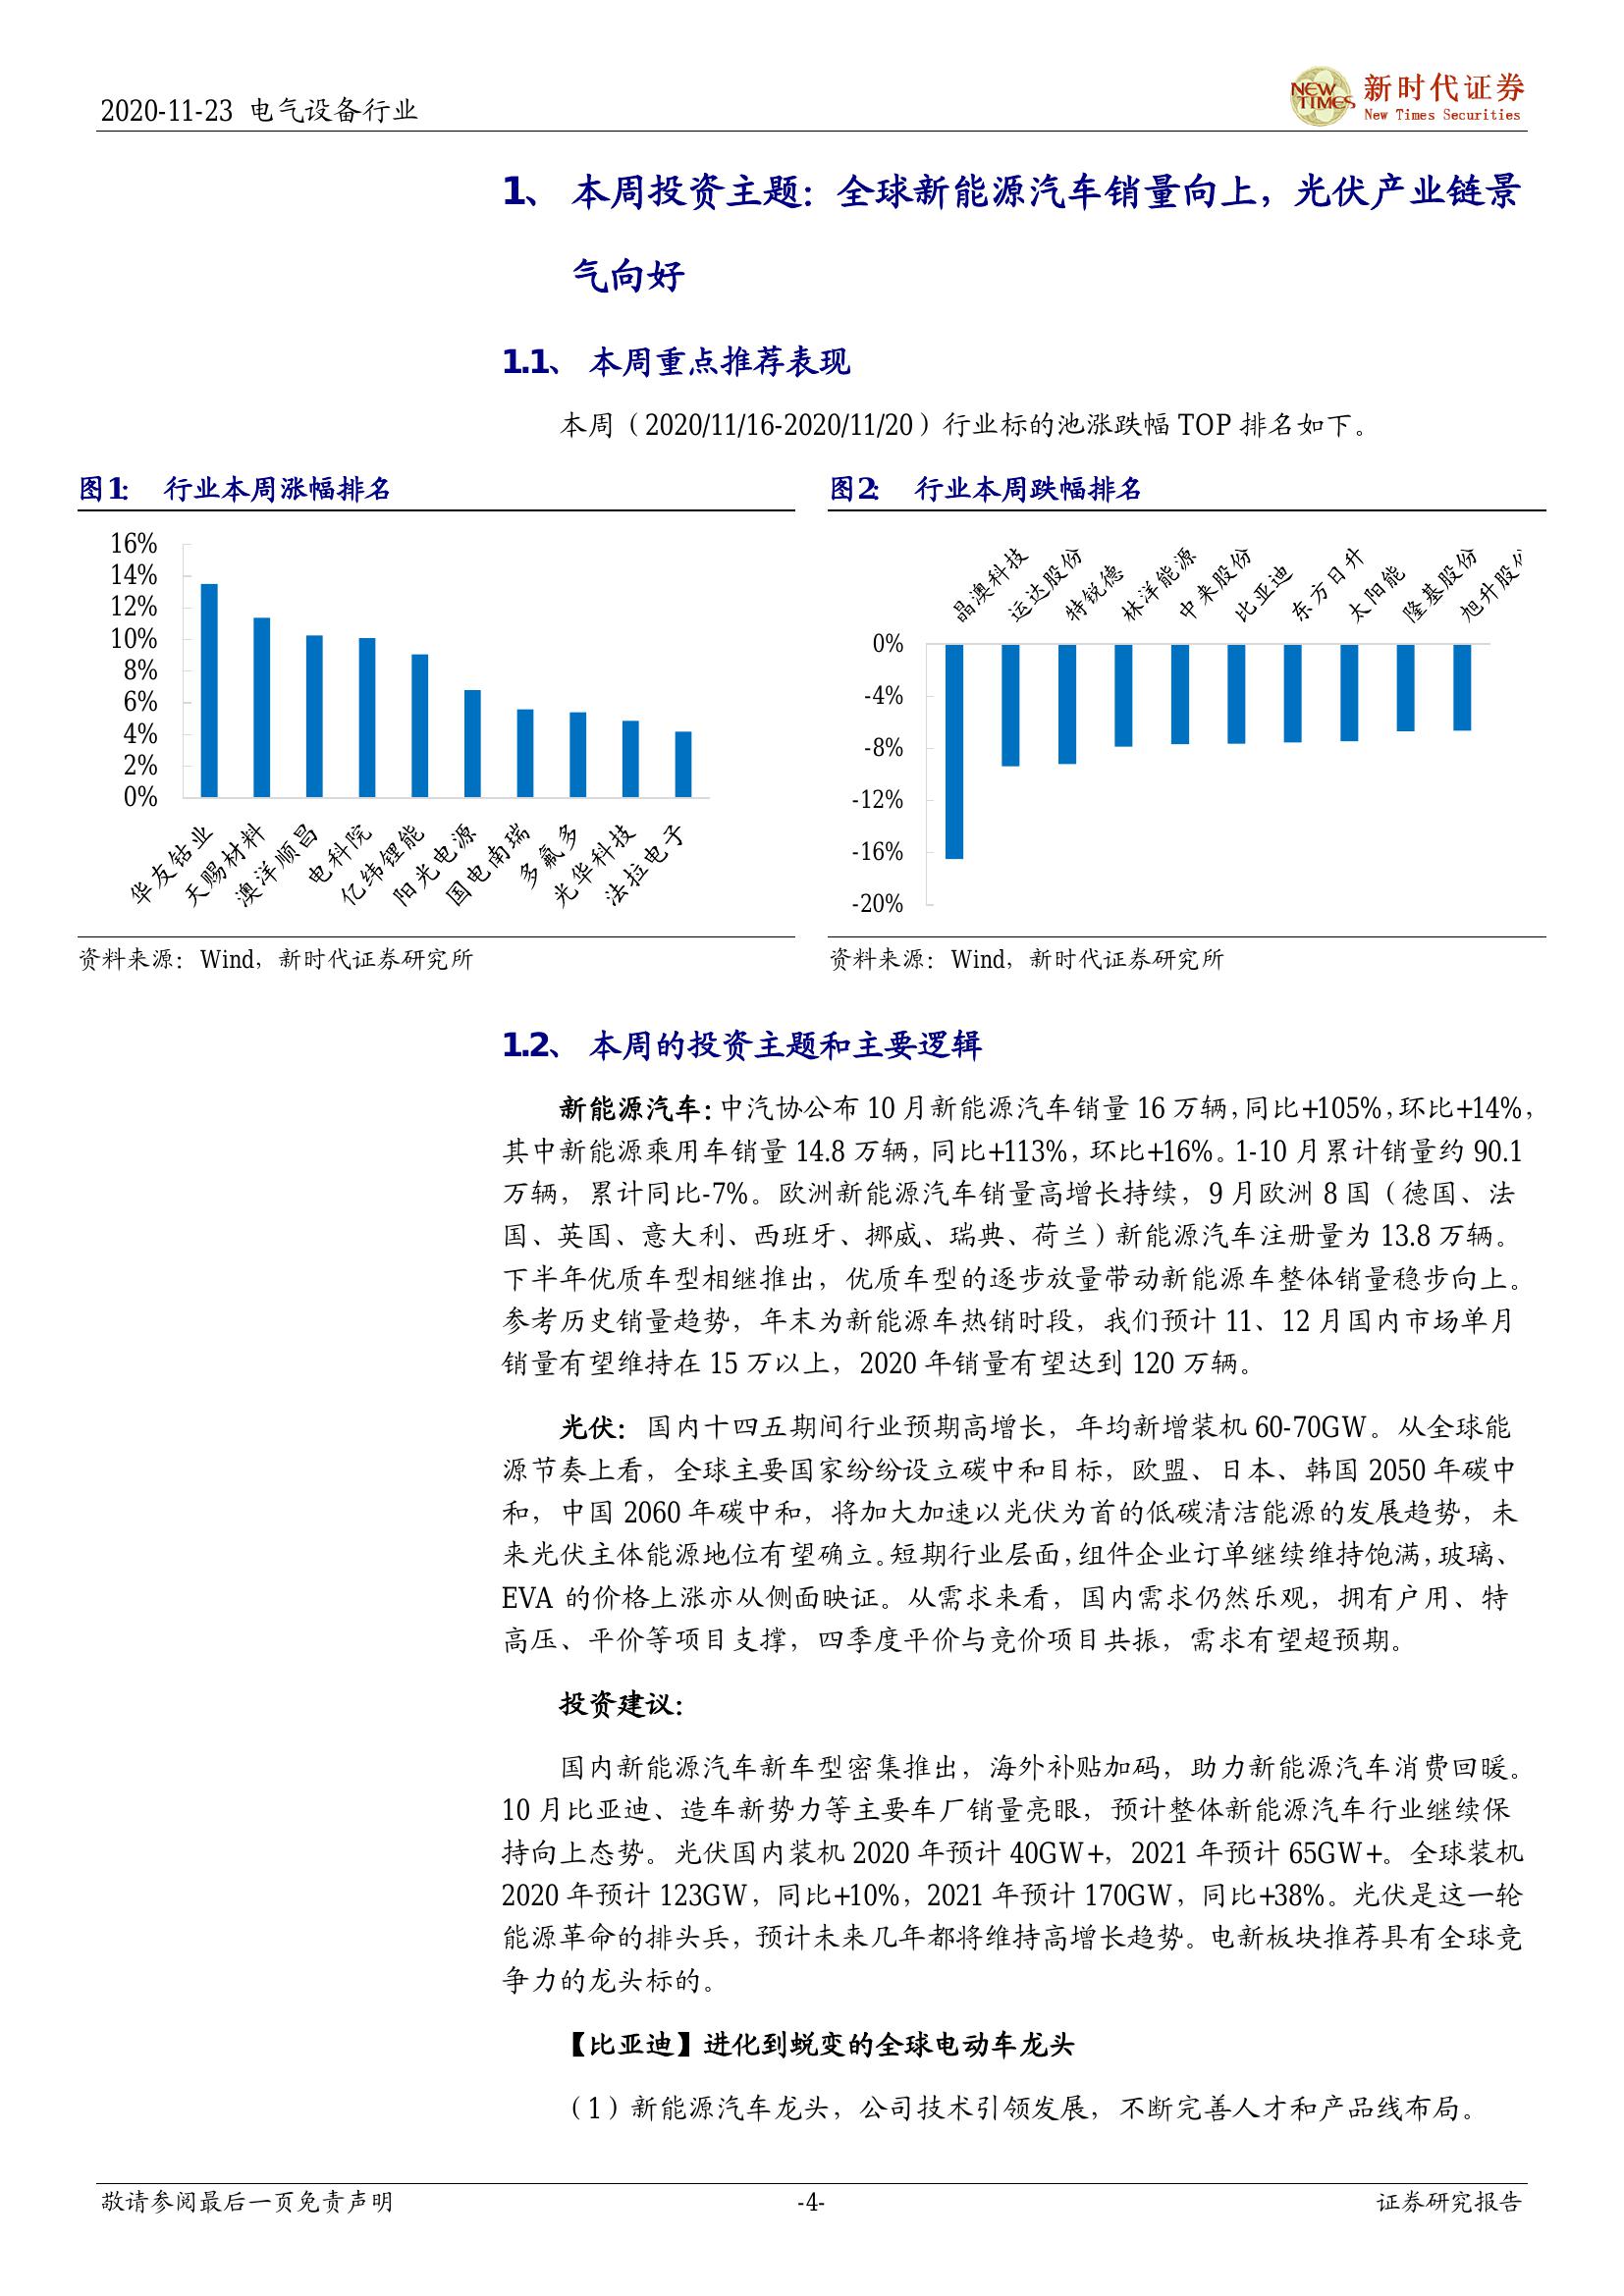 2020-11-23 电气设备行业
NEW TIMES
新时代证券
New Times Securities
1、 本周投资主题：全球新能源汽车销量向上，光伏产业链景
气向好
1.1、 本周重点推荐表现
本周（2020/11/16-2020/11/20）行业标的池涨跌幅 TOP 排名如下。
图1： 行业本周涨幅排名
16%
14%
12%
10%
8%
6%
4%
2%
0%
华友钴业
天赐材料
澳洋顺昌
电科院
亿纬锂能
阳光电源
国电南瑞
多氟多
光华科技
法拉电子
资料来源：Wind，新时代证券研究所
图2： 行业本周跌幅排名
晶澳科技
运达股份
特锐德
林洋能源
中来股份
比亚迪
东方日升
太阳能
隆基股份
旭升股份
0%
-4%
-8%
-12%
-16%
-20%
资料来源：Wind，新时代证券研究所
1.2、 本周的投资主题和主要逻辑
新能源汽车：中汽协公布 10 月新能源汽车销量 16 万辆，同比+105%，环比+14%，
其中新能源乘用车销量 14.8 万辆，同比+113%，环比+16%。1-10 月累计销量约 90.1
万辆，累计同比-7%。欧洲新能源汽车销量高增长持续，9 月欧洲 8 国（德国、法
国、英国、意大利、西班牙、挪威、瑞典、荷兰）新能源汽车注册量为 13.8 万辆。
下半年优质车型相继推出，优质车型的逐步放量带动新能源车整体销量稳步向上。
参考历史销量趋势，年末为新能源车热销时段，我们预计 11、12 月国内市场单月
销量有望维持在 15 万以上，2020 年销量有望达到 120 万辆。
光伏：国内十四五期间行业预期高增长，年均新增装机 60-70GW。从全球能
源节奏上看，全球主要国家纷纷设立碳中和目标，欧盟、日本、韩国 2050 年碳中
和，中国 2060 年碳中和，将加大加速以光伏为首的低碳清洁能源的发展趋势，未
来光伏主体能源地位有望确立。短期行业层面，组件企业订单继续维持饱满，玻璃、
EVA 的价格上涨亦从侧面映证。从需求来看，国内需求仍然乐观，拥有户用、特
高压、平价等项目支撑，四季度平价与竞价项目共振，需求有望超预期。
投资建议：
国内新能源汽车新车型密集推出，海外补贴加码，助力新能源汽车消费回暖。
10 月比亚迪、造车新势力等主要车厂销量亮眼，预计整体新能源汽车行业继续保
持向上态势。光伏国内装机 2020 年预计 40GW+，2021 年预计 65GW+。全球装机
2020 年预计 123GW，同比+10%，2021 年预计 170GW，同比+38%。光伏是这一轮
能源革命的排头兵，预计未来几年都将维持高增长趋势。电新板块推荐具有全球竞
争力的龙头标的。
【比亚迪】进化到蜕变的全球电动车龙头
（1）新能源汽车龙头，公司技术引领发展，不断完善人才和产品线布局。
敬请参阅最后一页免责声明
-4-
证券研究报告